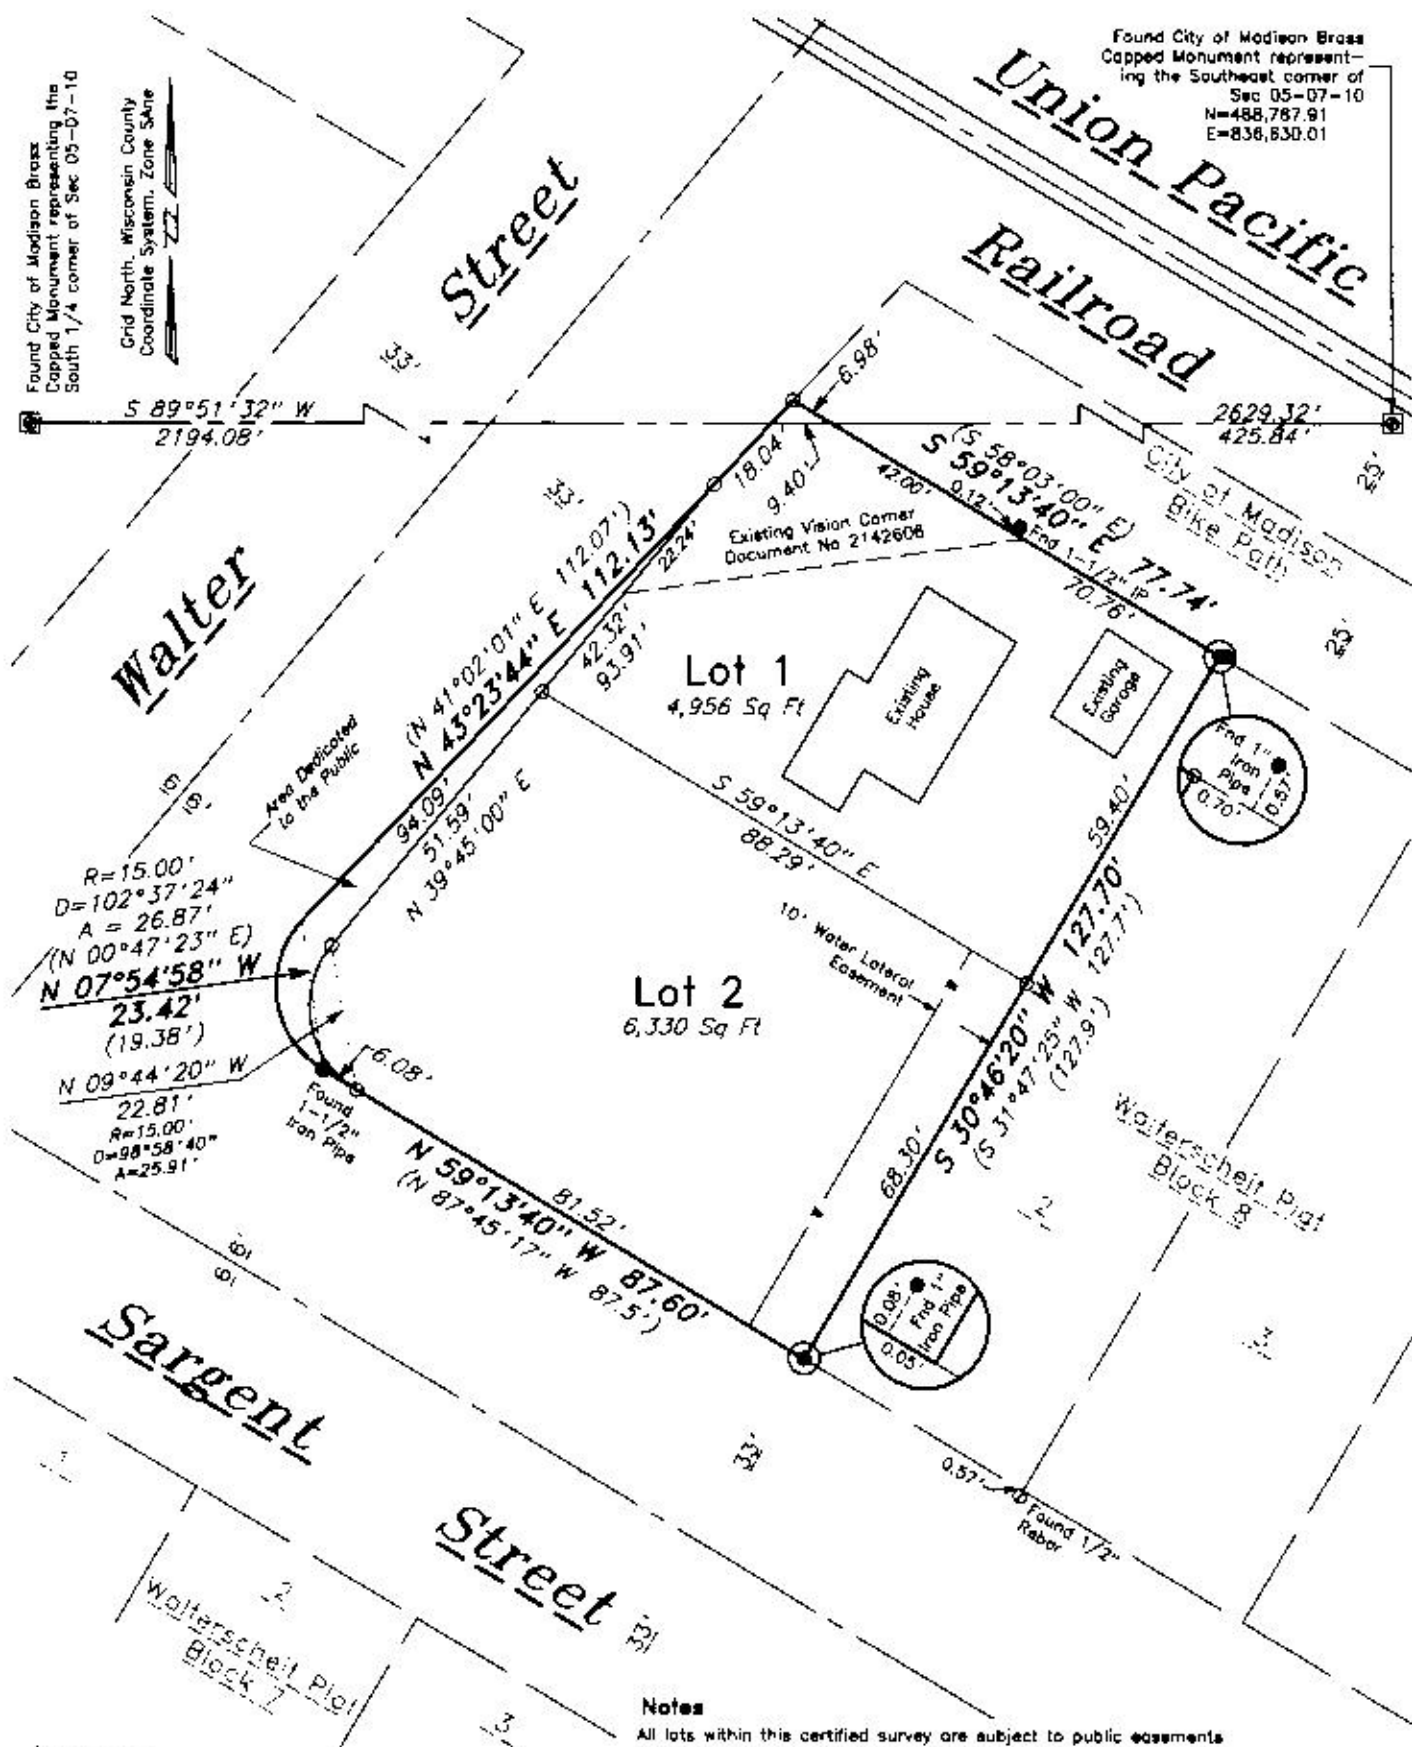 Found City of Madison Brass
Capped Monument representing the
South 1/4 corner of Sec 05-07-10
Grid North, Wisconsin County
Coordinate System, Zone SAne
Found City of Madison Brass
Capped Monument represent-
ing the Southeast corner of
Sec 05-07-10
N=488,767.91
E=836,630.01
Union Pacific
Railroad
Street
Walter
33'
33'
S 89°51'32" W
2194.08'
2629.32'
425.84'
6.98'
18.04'
9.40'
42.00'
9.12'
(S 58°03'00" E)
S 59°13'40" E 77.74'
Fnd 1-1/2" IP
70.76'
City of Madison
Bike Path
25'
25'
Existing Vision Corner
Document No 2142606
22.24'
(N 41°02'01" E 112.07')
N 43°23'44" E 112.13'
42.32'
93.91'
Lot 1
4,956 Sq Ft
Existing
House
Existing
Garage
Fnd 1"
Iron
Pipe
0.67'
0.70'
Area Dedicated
to the Public
94.09'
51.59'
N 39°45'00" E
S 59°13'40" E
88.29'
59.40'
10' Water Lateral
Easement
S 30°46'20" W 127.70'
(S 31°47'25" W 127.7')
(127.9')
68.30'
R=15.00'
D=102°37'24"
A = 26.87'
(N 00°47'23" E)
N 07°54'58" W
23.42'
(19.38')
N 09°44'20" W
22.81'
R=15.00'
D=98°58'40"
A=25.91'
Lot 2
6,330 Sq Ft
6.08'
Found
1-1/2"
Iron Pipe
81.52'
N 59°13'40" W 87.60'
(N 87°45'17" W 87.5')
Walterscheit Plat
Block 8
2
3
0.08'
Fnd 1"
Iron Pipe
0.05'
0.57'
Found 1/2"
Rebar
Sargent
Street
33'
33'
1
2
Walterscheit Plat
Block 7
3
Notes
All lots within this certified survey are subject to public easements